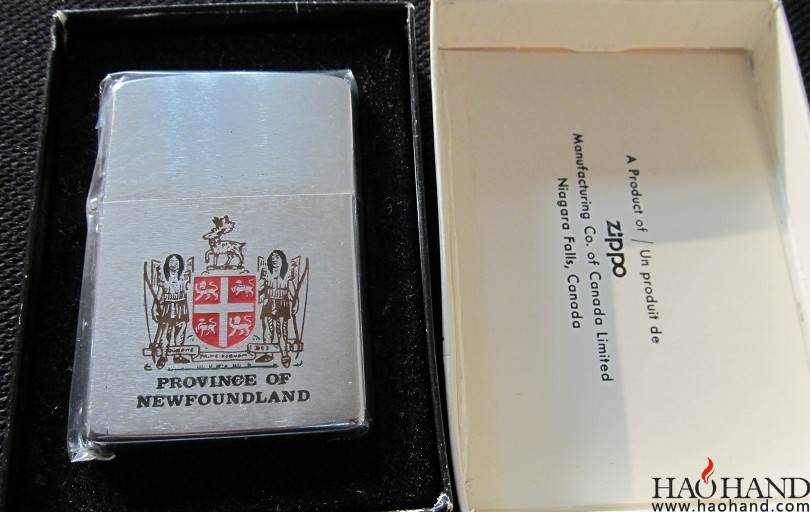 PROVINCE OF
NEWFOUNDLAND
A Product of / Un produit de
zippo
Manufacturing Co. of Canada Limited
Niagara Falls, Canada
HAOHAND
www.haohand.com